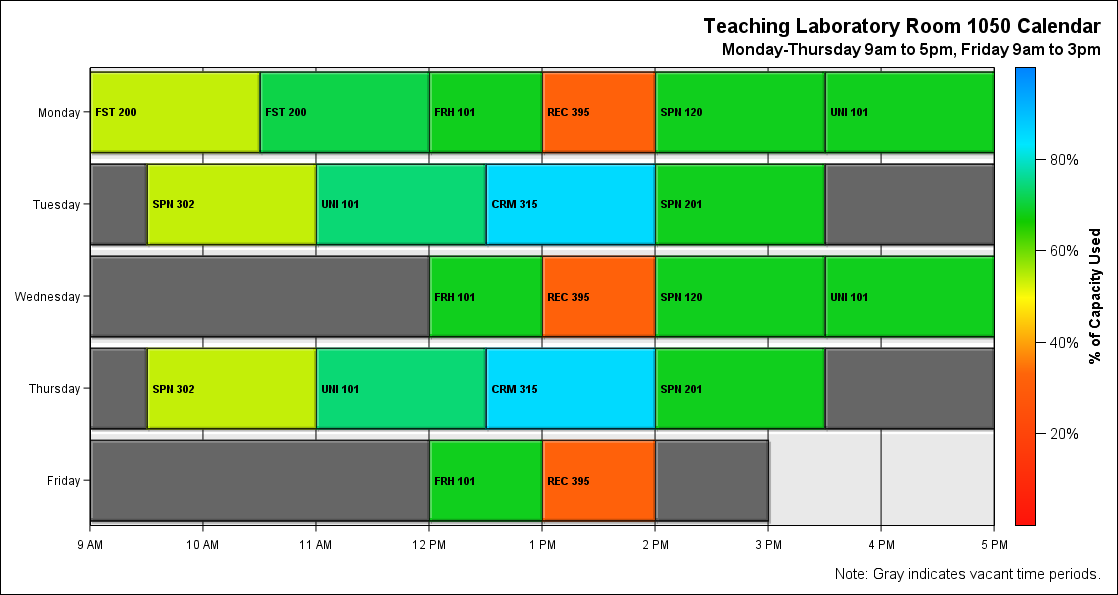 Teaching Laboratory Room 1050 Calendar
Monday-Thursday 9am to 5pm, Friday 9am to 3pm
Monday
FST 200
FST 200
FRH 101
REC 395
SPN 120
UNI 101
Tuesday
SPN 302
UNI 101
CRM 315
SPN 201
Wednesday
FRH 101
REC 395
SPN 120
UNI 101
Thursday
SPN 302
UNI 101
CRM 315
SPN 201
Friday
FRH 101
REC 395
9 AM
10 AM
11 AM
12 PM
1 PM
2 PM
3 PM
4 PM
5 PM
80%
60%
40%
20%
% of Capacity Used
Note: Gray indicates vacant time periods.